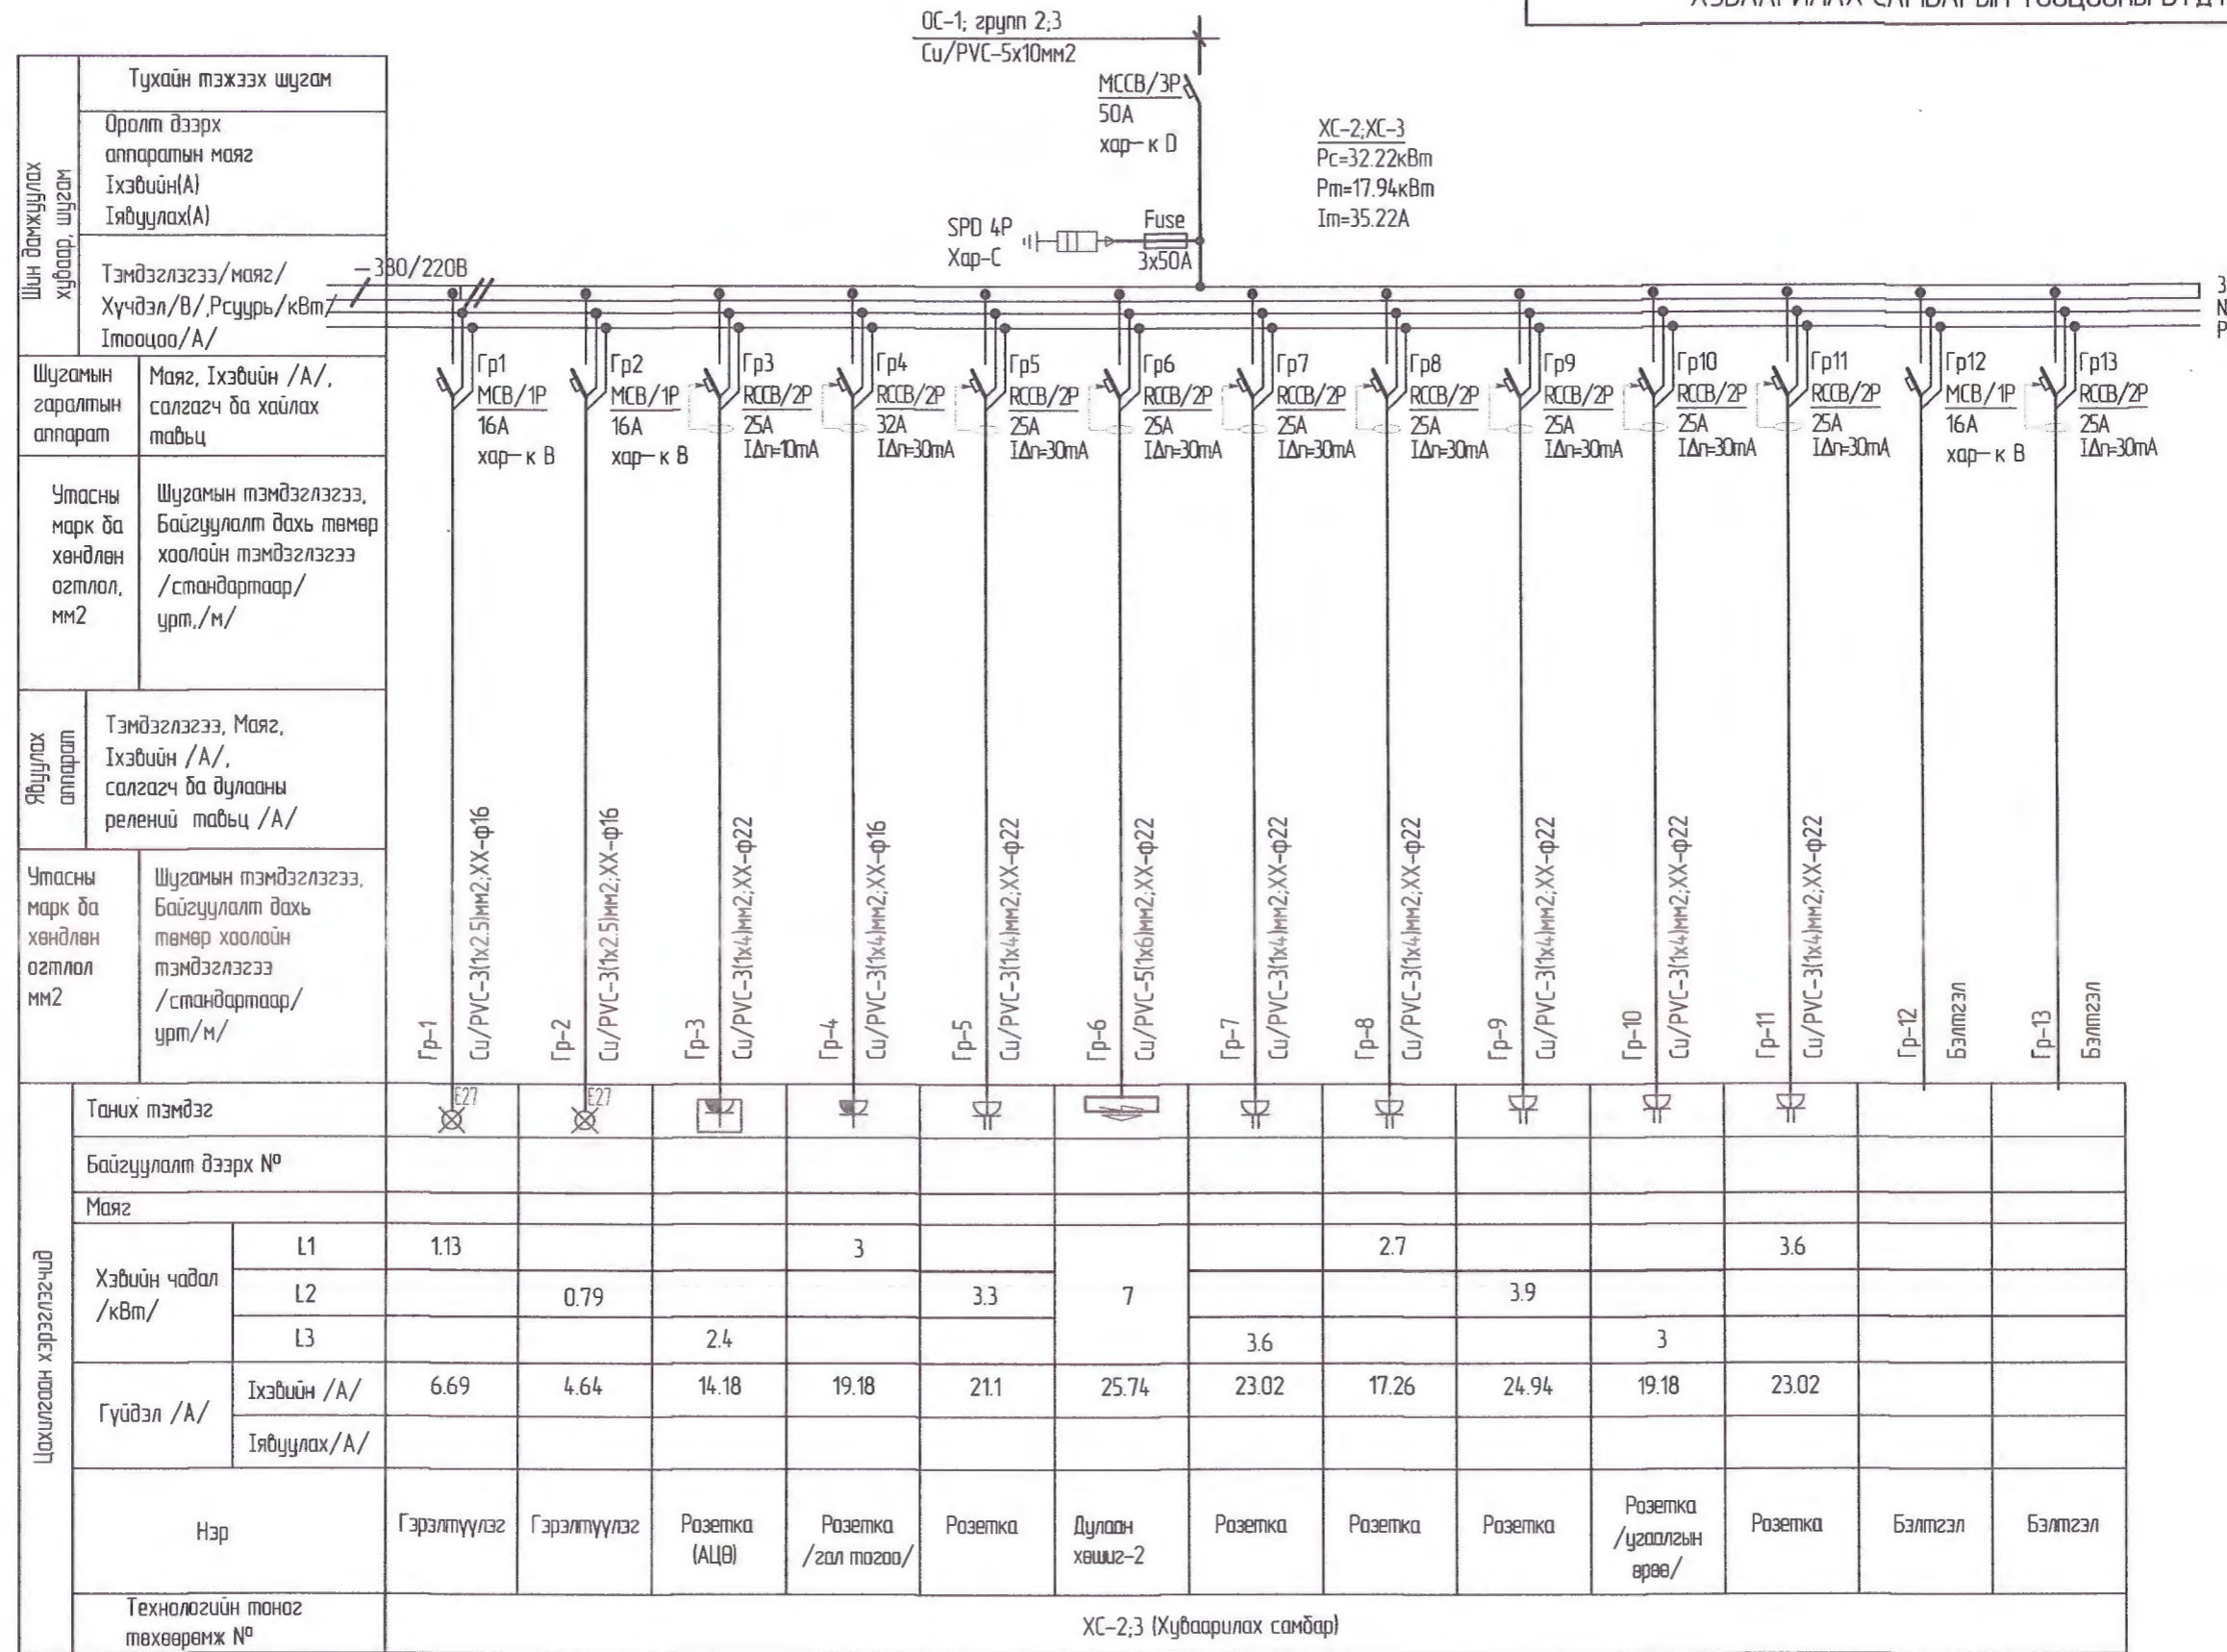 ОС-1; групп 2;3
Cu/PVC-5x10мм2
MCCB/3P
50A
хар-к D
ХС-2;ХС-3
Рс=32.22кВт
Рт=17.94кВт
Iт=35.22A
SPD 4P
Хар-С
Fuse
3x50A
380/220В
N
Шин дамжуулах хуваар, шугам
Тухайн тэжээх шугам
Оролт дээрх
аппаратын маяг
Iхэвийн(А)
Iявуулах(А)
Тэмдэглэгээ/маяг/
Хүчдэл/В/,Рсуурь/кВт/
Iтооцоо/А/
Шугамын
гаралтын
аппарат
Маяг, Iхэвийн /А/,
салгагч ба хайлах
тавьц
Гр1
MCB/1P
16A
хар-к В
Гр2
MCB/1P
16A
хар-к В
Гр3
RCCB/2P
25A
IΔn=10mA
Гр4
RCCB/2P
32A
IΔn=30mA
Гр5
RCCB/2P
25A
IΔn=30mA
Гр6
RCCB/2P
25A
IΔn=30mA
Гр7
RCCB/2P
25A
IΔn=30mA
Гр8
RCCB/2P
25A
IΔn=30mA
Гр9
RCCB/2P
25A
IΔn=30mA
Гр10
RCCB/2P
25A
IΔn=30mA
Гр11
RCCB/2P
25A
IΔn=30mA
Гр12
MCB/1P
16A
хар-к В
Гр13
RCCB/2P
25A
IΔn=30mA
Утасны
марк ба
хөндлөн
огтлол,
мм2
Шугамын тэмдэглэгээ,
Байгуулалт дахь төмөр
хоолойн тэмдэглэгээ
/стандартаар/
урт,/м/
Явуулах аппарат
Тэмдэглэгээ, Маяг,
Iхэвийн /А/,
салгагч ба дулааны
релений тавьц /А/
Утасны
марк ба
хөндлөн
огтлол
мм2
Шугамын тэмдэглэгээ,
Байгуулалт дахь
төмөр хоолойн
тэмдэглэгээ
/стандартаар/
урт/м/
Гр-1
Cu/PVC-3(1x2.5)мм2;ХХ-ф16
Гр-2
Cu/PVC-3(1x2.5)мм2;ХХ-ф16
Гр-3
Cu/PVC-3(1x4)мм2;ХХ-ф22
Гр-4
Cu/PVC-3(1x4)мм2;ХХ-ф16
Гр-5
Cu/PVC-3(1x4)мм2;ХХ-ф22
Гр-6
Cu/PVC-5(1x6)мм2;ХХ-ф22
Гр-7
Cu/PVC-3(1x4)мм2;ХХ-ф22
Гр-8
Cu/PVC-3(1x4)мм2;ХХ-ф22
Гр-9
Cu/PVC-3(1x4)мм2;ХХ-ф22
Гр-10
Cu/PVC-3(1x4)мм2;ХХ-ф22
Гр-11
Cu/PVC-3(1x4)мм2;ХХ-ф22
Гр-12
Бэлтгэл
Гр-13
Бэлтгэл
Цахилгаан хэрэглэгчид
Таних тэмдэг
E27
E27
Байгуулалт дээрх №
Маяг
Хэвийн чадал
/кВт/
L1 1.13 3 2.7 3.6
L2 0.79 3.3 7 3.9
L3 2.4 3.6 3
Гүйдэл /А/
Iхэвийн /А/ 6.69 4.64 14.18 19.18 21.1 25.74 23.02 17.26 24.94 19.18 23.02
Iявуулах/А/
Нэр
Гэрэлтүүлэг
Гэрэлтүүлэг
Розетка
(АЦӨ)
Розетка
/гал тогоо/
Розетка
Дулаан
хөшиг-2
Розетка
Розетка
Розетка
Розетка
/угаалгын
өрөө/
Розетка
Бэлтгэл
Бэлтгэл
Технологийн тоног
төхөөрөмж №
ХС-2;3 (Хуваарилах самбар)